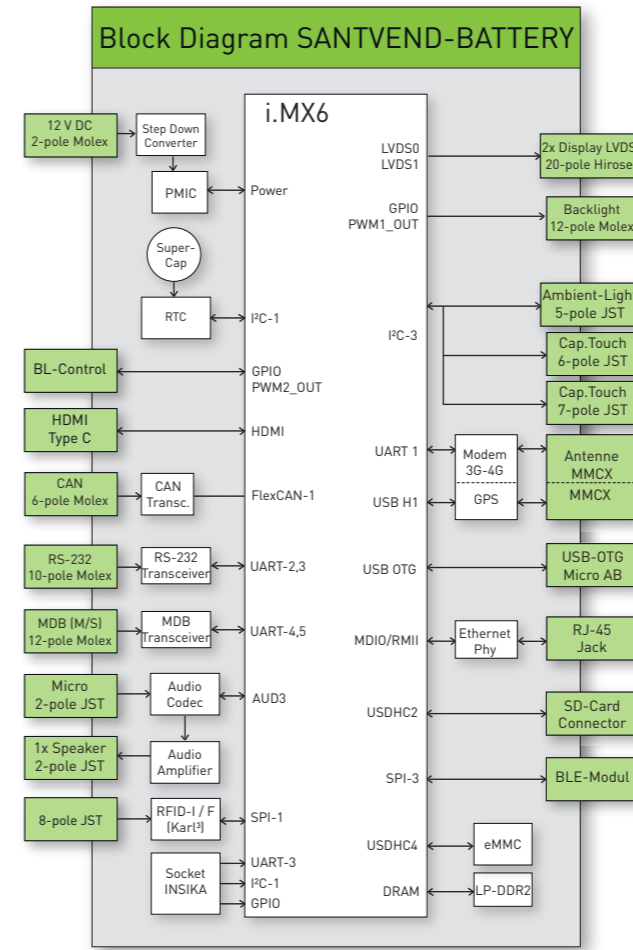 Block Diagram SANTVEND-BATTERY
i.MX6
12 V DC
2-pole Molex
Step Down
Converter
PMIC
Power
Super-
Cap
RTC
I²C-1
BL-Control
GPIO
PWM2_OUT
HDMI
Type C
HDMI
CAN
6-pole Molex
CAN
Transc.
FlexCAN-1
RS-232
10-pole Molex
RS-232
Transceiver
UART-2,3
MDB (M/S)
12-pole Molex
MDB
Transceiver
UART-4,5
Micro
2-pole JST
Audio
Codec
AUD3
1x Speaker
2-pole JST
Audio
Amplifier
8-pole JST
RFID-I / F
(Karl³)
SPI-1
Socket
INSIKA
UART-3
I²C-1
GPIO
LVDS0
LVDS1
2x Display LVDS
20-pole Hirose
GPIO
PWM1_OUT
Backlight
12-pole Molex
I²C-3
Ambient-Light
5-pole JST
Cap.Touch
6-pole JST
Cap.Touch
7-pole JST
UART 1
Modem
3G-4G
Antenne
MMCX
USB H1
GPS
MMCX
USB OTG
USB-OTG
Micro AB
MDIO/RMII
Ethernet
Phy
RJ-45
Jack
USDHC2
SD-Card
Connector
SPI-3
BLE-Modul
USDHC4
eMMC
DRAM
LP-DDR2